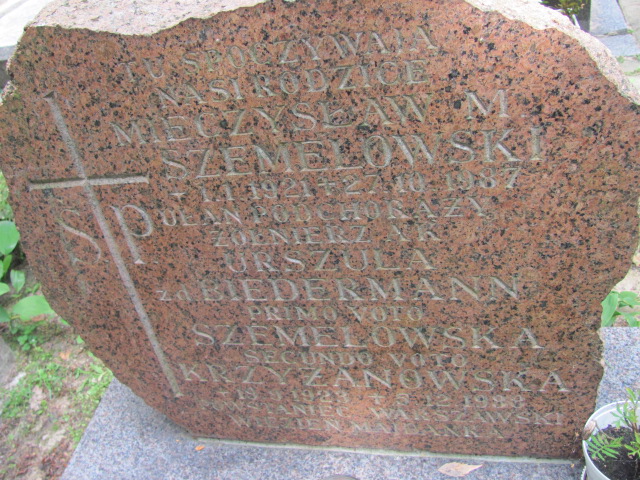 TU SPOCZYWAJĄ
NASI RODZICE
MIECZYSŁAW M
SZEMELOWSKI
1.1.1921 + 27.10.1987
UŁAN PODCHORĄŻY
ŻOŁNIERZ AK
Ś P
URSZULA
BIEDERMANN
PRIMO VOTO
SZEMELOWSKA
SECUNDO VOTO
KRZYŻANOWSKA
WARSZAWSKI